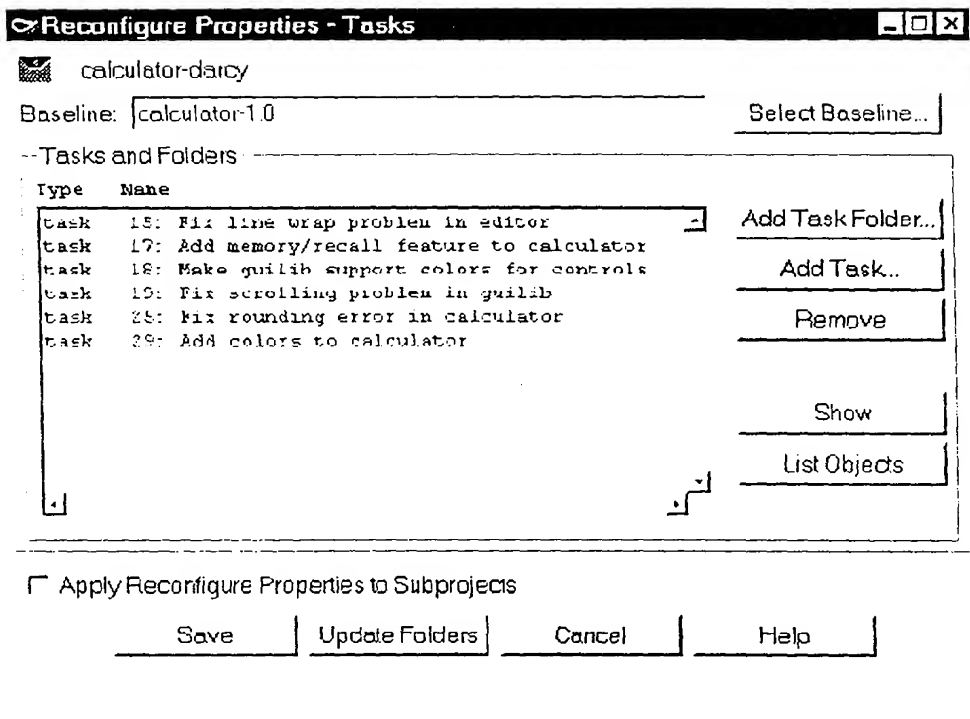 Reconfigure Properties - Tasks
calculator-darcy
Baseline: calculator-1.0 Select Baseline...
Tasks and Folders
Type Name
task 15: Fix line wrap problem in editor
task 17: Add memory/recall feature to calculator
task 18: Make guilib support colors for controls
task 19: Fix scrolling problem in guilib
task Fix rounding error in calculator
task 29: Add colors to calculator
Add Task Folder...
Add Task...
Remove
Show
List Objects
Apply Reconfigure Properties to Subprojects
Save Update Folders Cancel Help